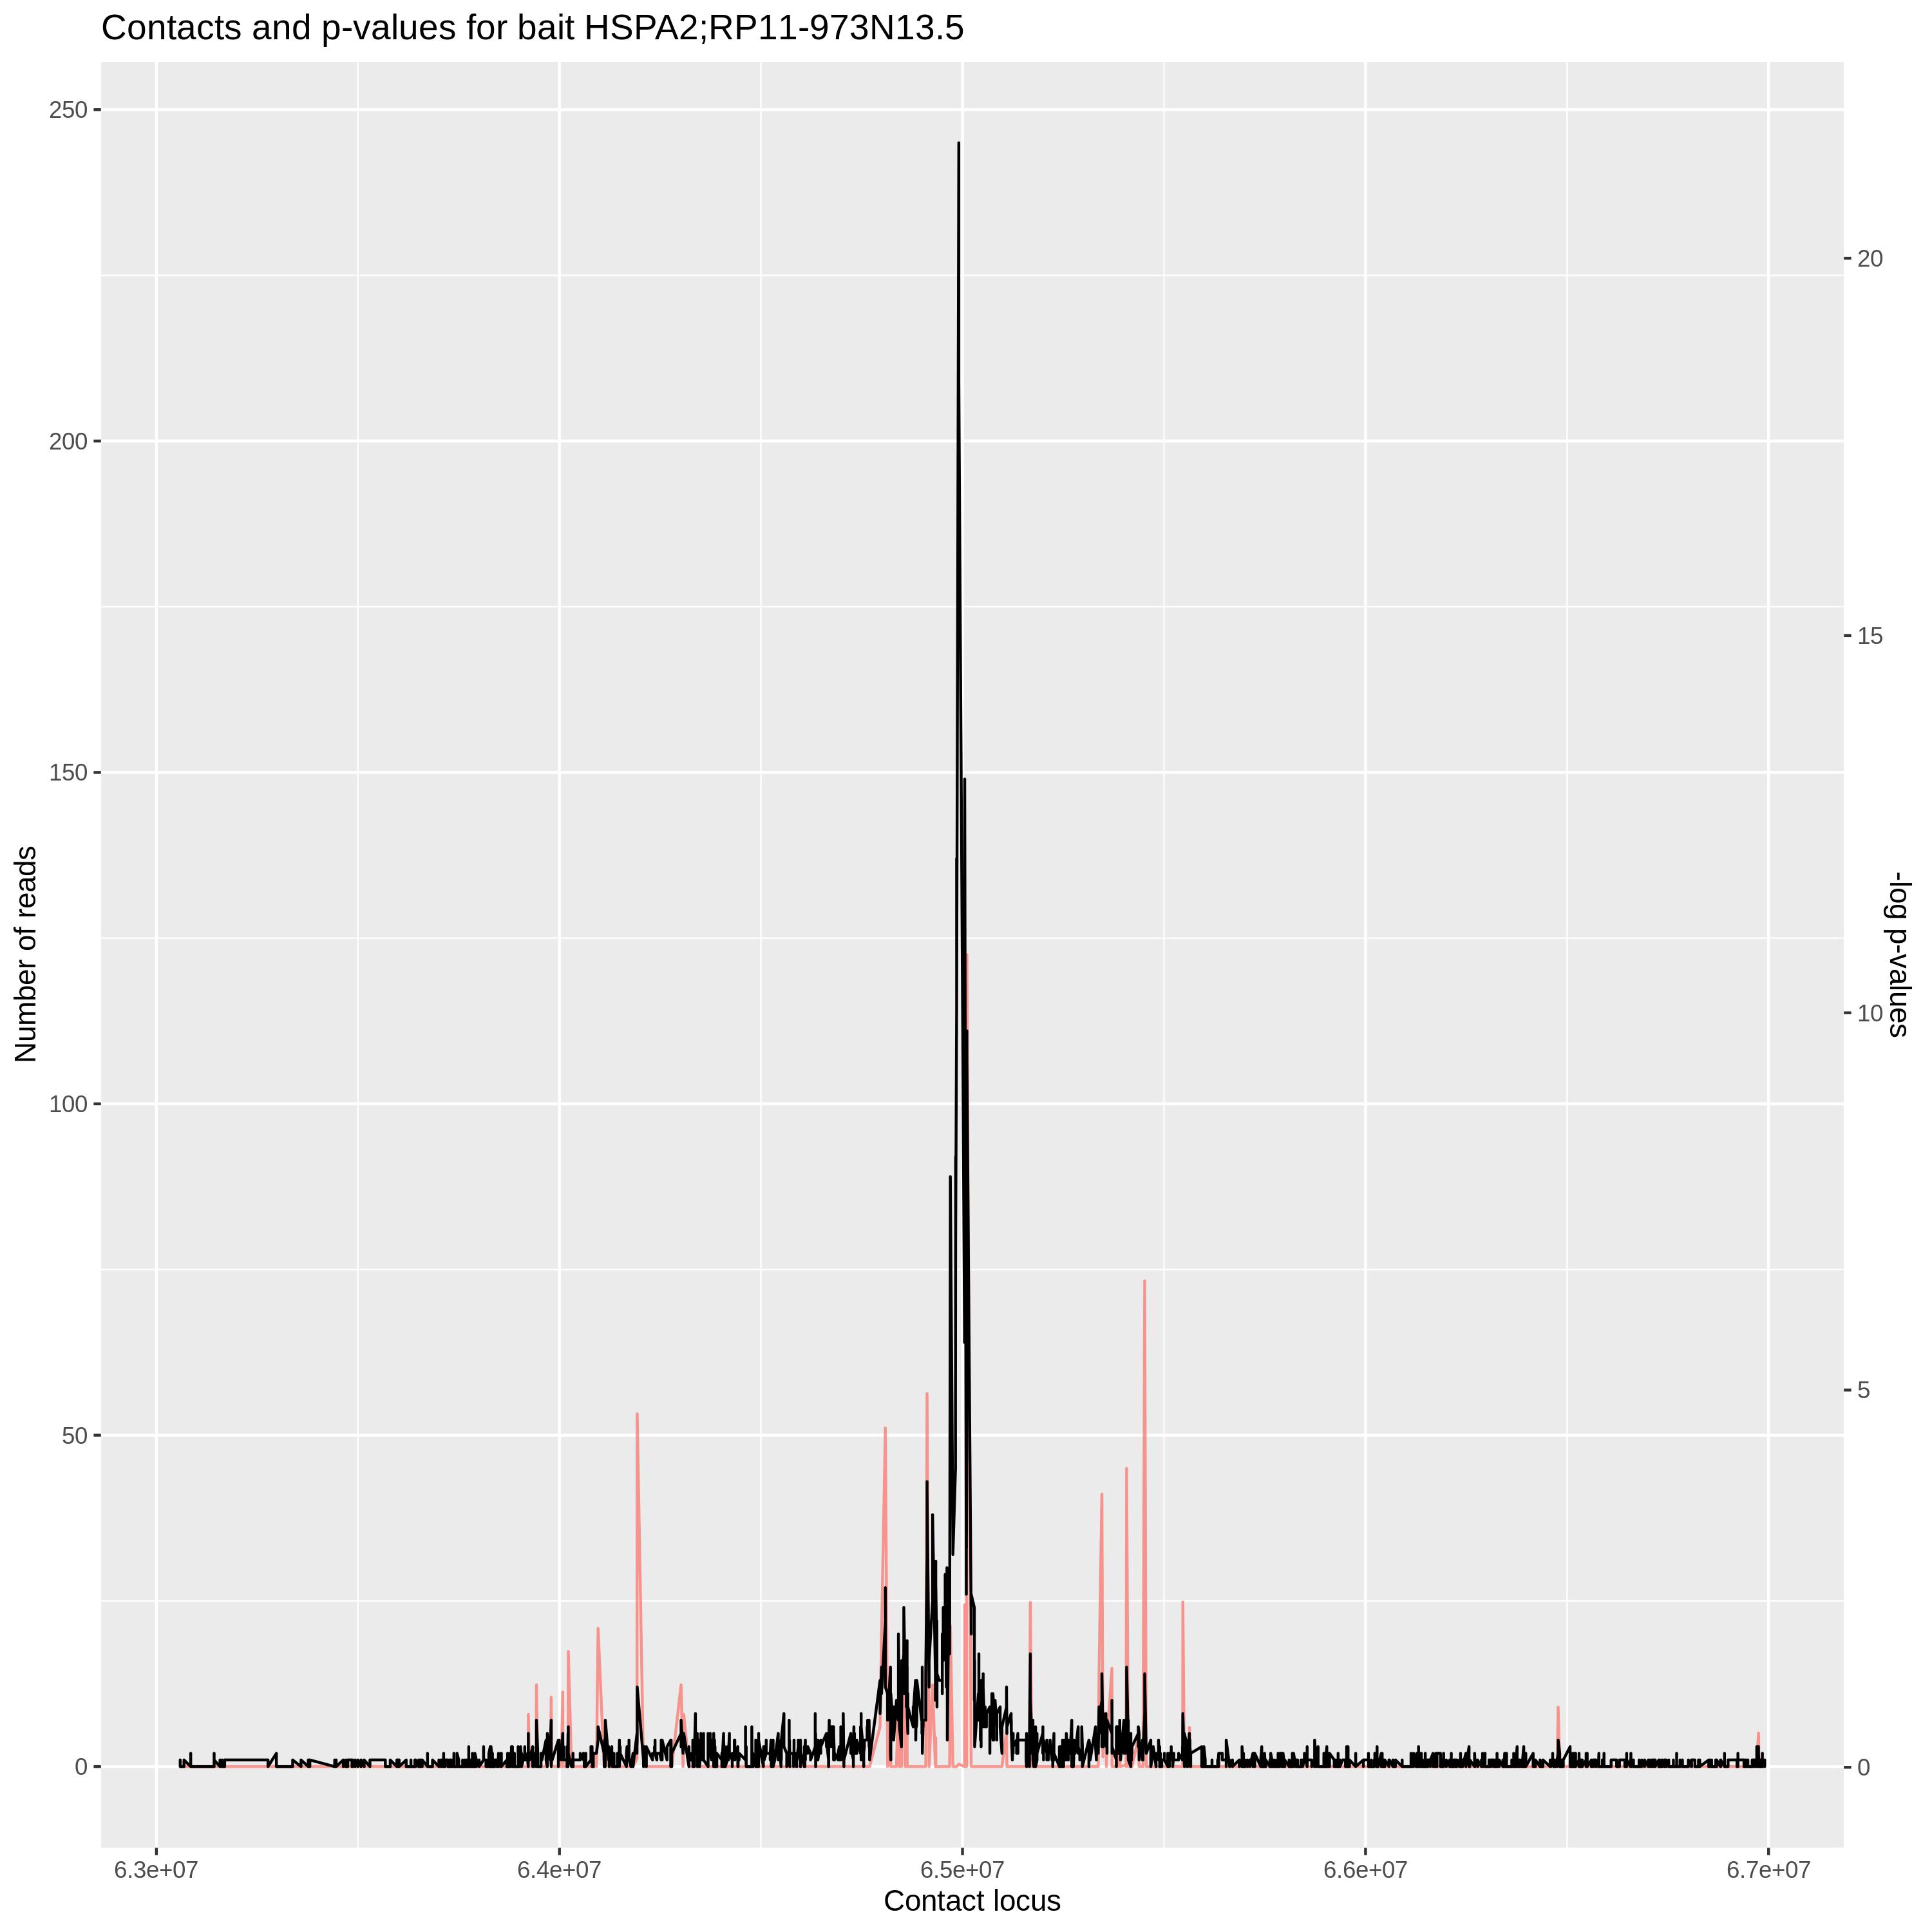 Contacts and p-values for bait HSPA2;RP11-973N13.5
250
200
150
100
50
0
Number of reads
20
15
10
5
0
-log p-values
6.3e+07
6.4e+07
6.5e+07
6.6e+07
6.7e+07
Contact locus